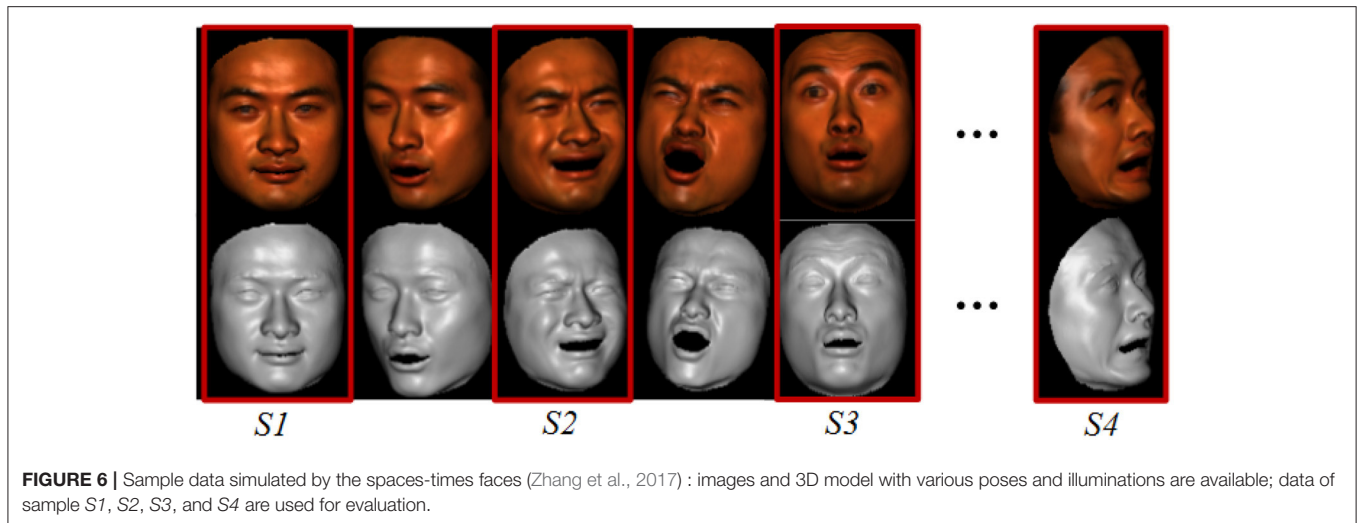 S1 S2 S3 S4
FIGURE 6 | Sample data simulated by the spaces-times faces (Zhang et al., 2017) : images and 3D model with various poses and illuminations are available; data of
sample S1, S2, S3, and S4 are used for evaluation.